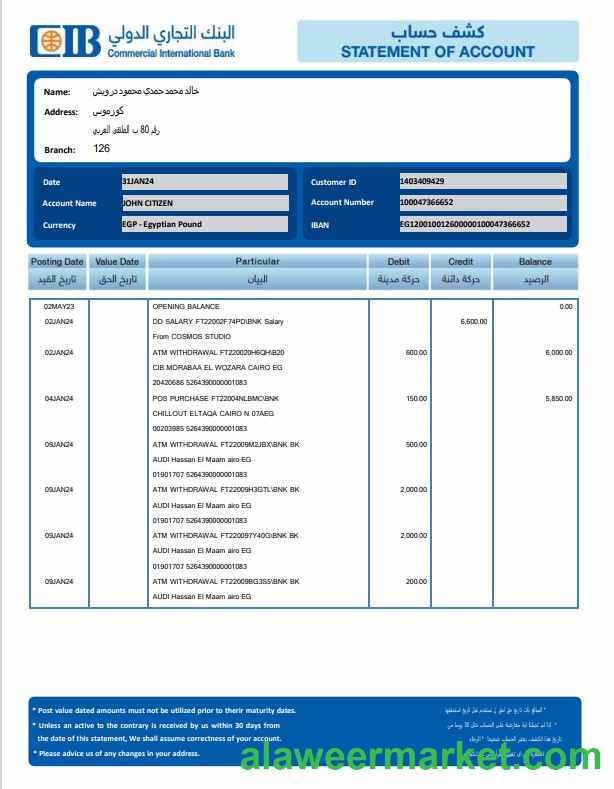 CIB
البنك التجاري الدولي
Commercial International Bank
كشف حساب
STATEMENT OF ACCOUNT
Name: خالد محمد حمدي محمود درويش
Address: كوزموس
رقم 80 ب الملتقى العربي
Branch: 126
Date 31JAN24
Customer ID 1403409429
Account Name JOHN CITIZEN
Account Number 100047366652
Currency EGP - Egyptian Pound
IBAN EG120010012600000100047366652
Posting Date Value Date Particular Debit Credit Balance
تاريخ القيد تاريخ الحق البيان حركة مدينة حركة دائنة الرصيد
02MAY23 OPENING BALANCE 0.00
02JAN24 DD SALARY FT22002F74PD\BNK Salary 6,600.00
From COSMOS STUDIO
02JAN24 ATM WITHDRAWAL FT220020H6QH\B20 600.00 6,000.00
CIB MORABAA EL WOZARA CAIRO EG
20420686 5264390000001083
04JAN24 POS PURCHASE FT22004NLBMC\BNK 150.00 5,850.00
CHILLOUT ELTAQA CAIRO N 07AEG
00203985 5264390000001083
09JAN24 ATM WITHDRAWAL FT22009M2JBX\BNK BK 500.00
AUDI Hassan El Maam airo EG
01901707 5264390000001083
09JAN24 ATM WITHDRAWAL FT22009H3GTL\BNK BK 2,000.00
AUDI Hassan El Maam airo EG
01901707 5264390000001083
09JAN24 ATM WITHDRAWAL FT220097Y40G\BNK BK 2,000.00
AUDI Hassan El Maam airo EG
01901707 5264390000001083
09JAN24 ATM WITHDRAWAL FT22009BG3S5\BNK BK 200.00
AUDI Hassan El Maam airo EG
* Post value dated amounts must not be utilized prior to therir maturity dates.
* Unless an active to the contrary is received by us within 30 days from
the date of this statement, We shall assume correctness of your account.
* Please advice us of any changes in your address.
alaweermarket.com